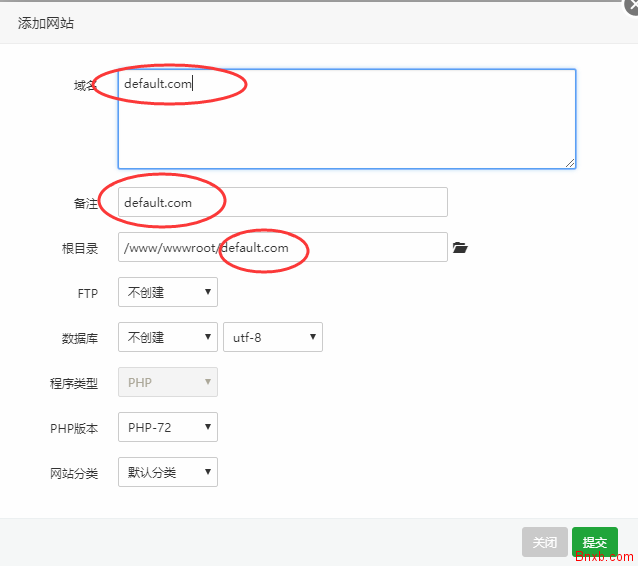 添加网站
域名 default.com
备注 default.com
根目录 /www/wwwroot/default.com
FTP 不创建
数据库 不创建 utf-8
程序类型 PHP
PHP版本 PHP-72
网站分类 默认分类
关闭 提交
Bnxb.com